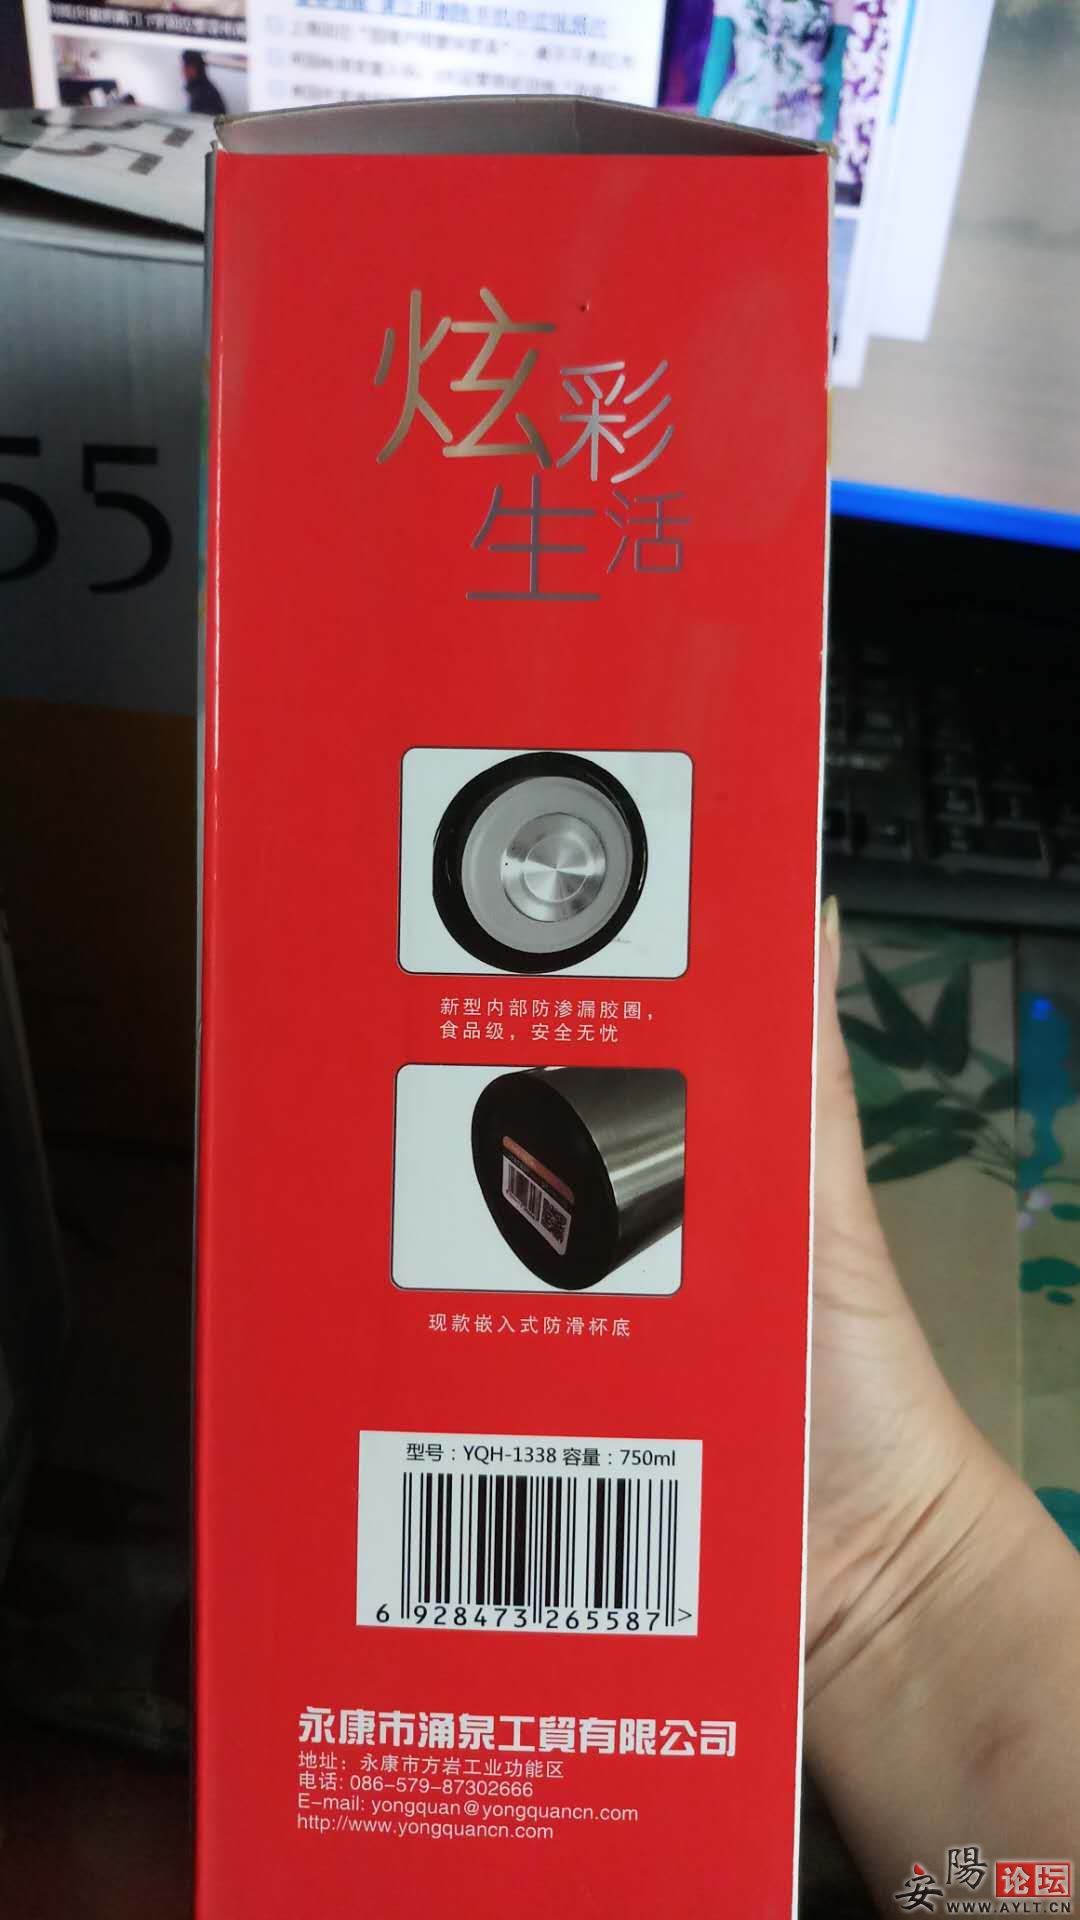 55
炫彩
生活
新型内部防渗漏胶圈，
食品级，安全无忧
现款嵌入式防滑杯底
型号：YQH-1338 容量：750ml
6 928473 265587 >
永康市涌泉工貿有限公司
地址：永康市方岩工业功能区
电话: 086-579-87302666
E-mail: yongquan@yongquancn.com
http://www.yongquancn.com
安陽论坛
WWW.AYLT.CN